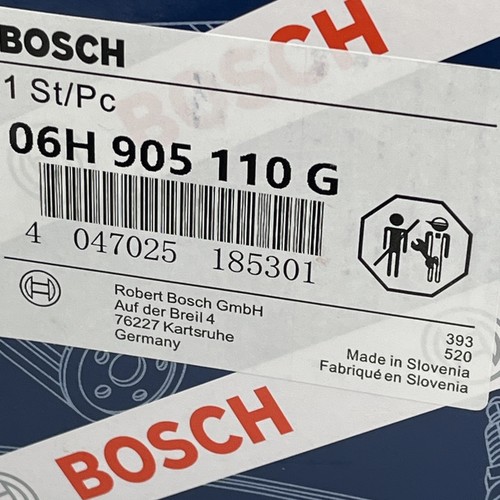 BOSCH
BOSCH
1 St/Pc
06H 905 110 G
4 047025 185301
Robert Bosch GmbH
Auf der Breil 4
76227 Kartsruhe
Germany
393
520
Made in Slovenia
Fabriqué en Slovenia
BOSCH